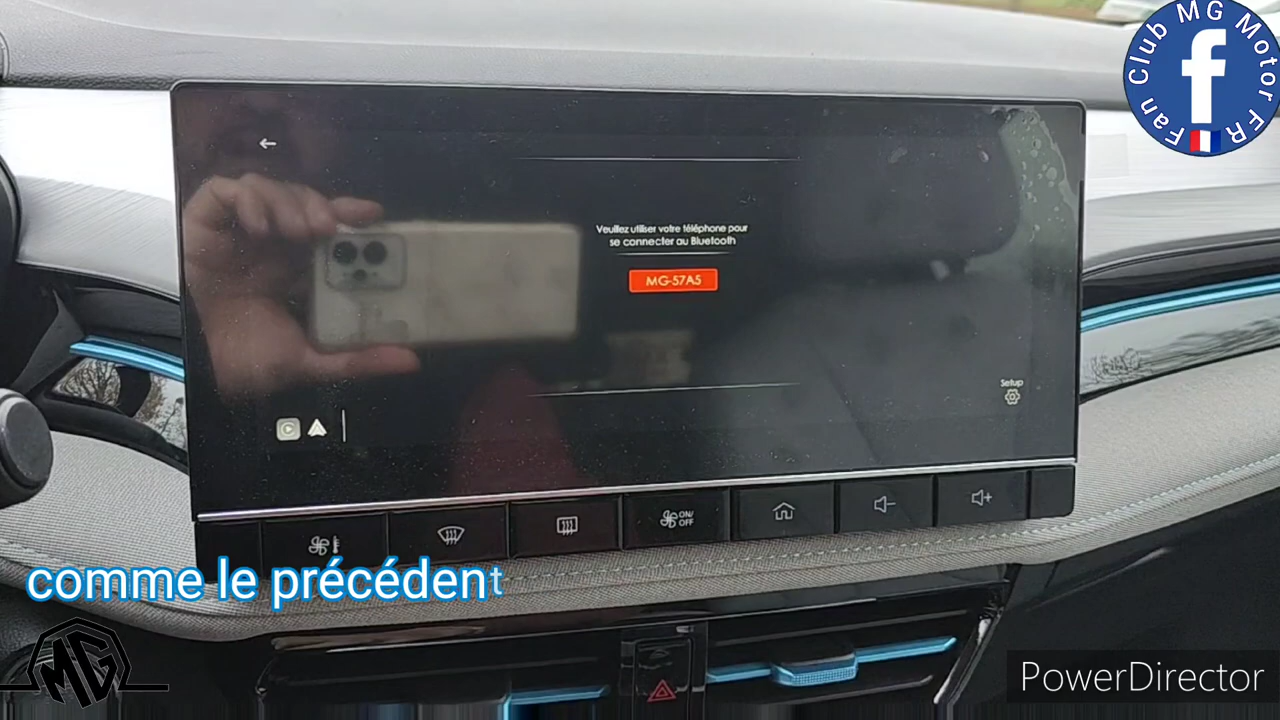 Fan Club MG Motor FR
Veuillez utiliser votre téléphone pour
se connecter au Bluetooth
MG-57A5
Setup
ON/
OFF
comme le précédent
MG
PowerDirector